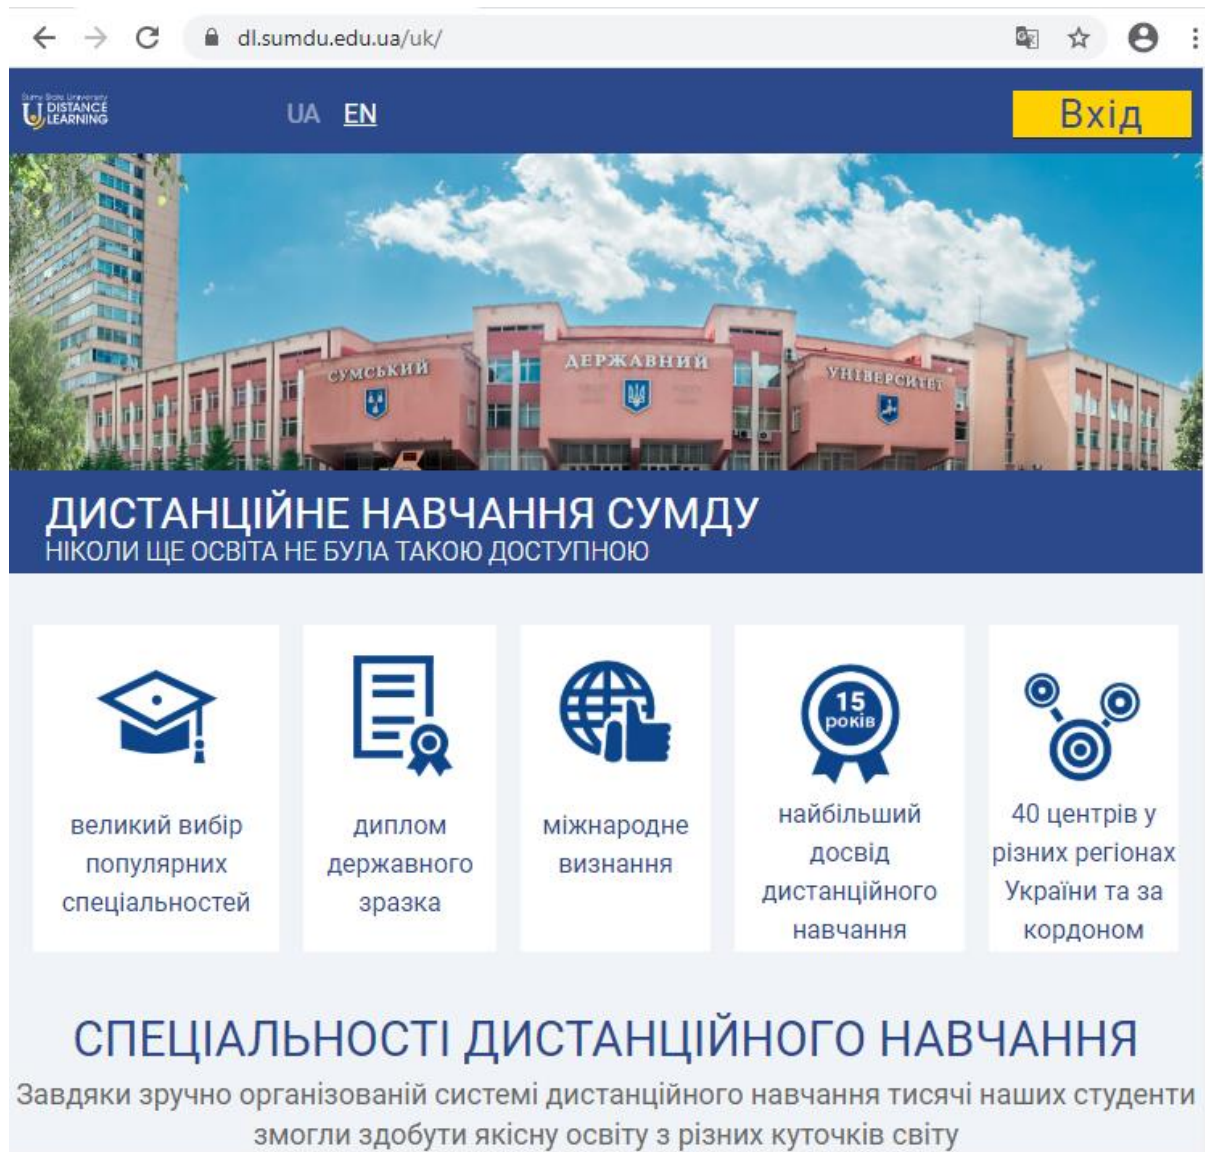 dl.sumdu.edu.ua/uk/
Sumy State University
DISTANCE
LEARNING
UA EN
Вхід
СУМСЬКИЙ
ДЕРЖАВНИЙ
УНІВЕРСИТЕТ
ДИСТАНЦІЙНЕ НАВЧАННЯ СУМДУ
НІКОЛИ ЩЕ ОСВІТА НЕ БУЛА ТАКОЮ ДОСТУПНОЮ
великий вибір
популярних
спеціальностей
диплом
державного
зразка
міжнародне
визнання
15
років
найбільший
досвід
дистанційного
навчання
40 центрів у
різних регіонах
України та за
кордоном
СПЕЦІАЛЬНОСТІ ДИСТАНЦІЙНОГО НАВЧАННЯ
Завдяки зручно організованій системі дистанційного навчання тисячі наших студенти
змогли здобути якісну освіту з різних куточків світу